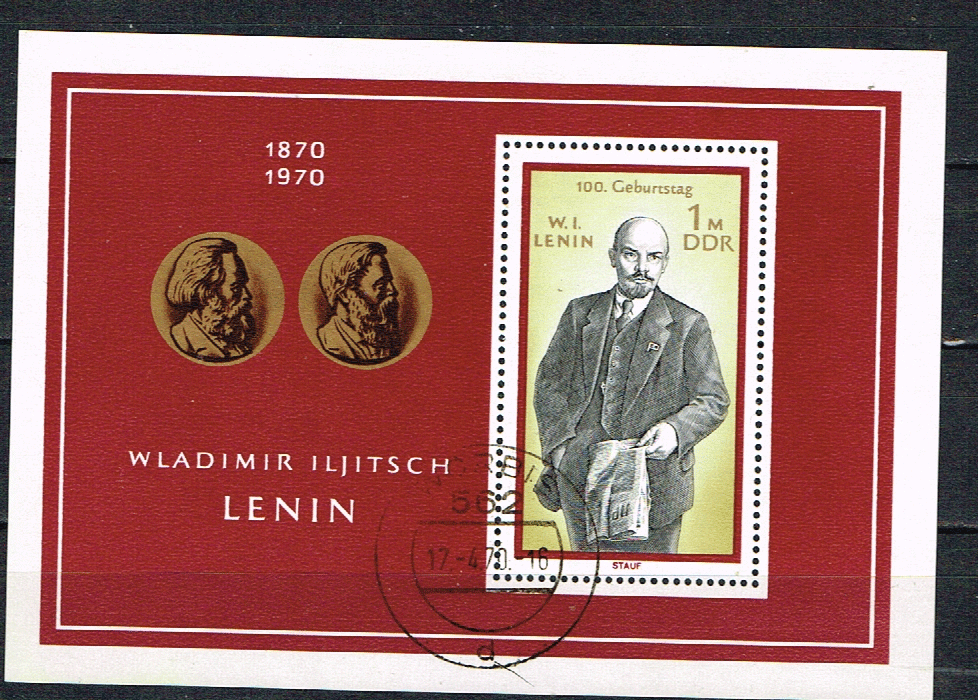 1870
1970
WLADIMIR ILJITSCH
LENIN
100. Geburtstag
W. I.
LENIN
1 M
DDR
STAUF
562
17.-4.70.-16
d